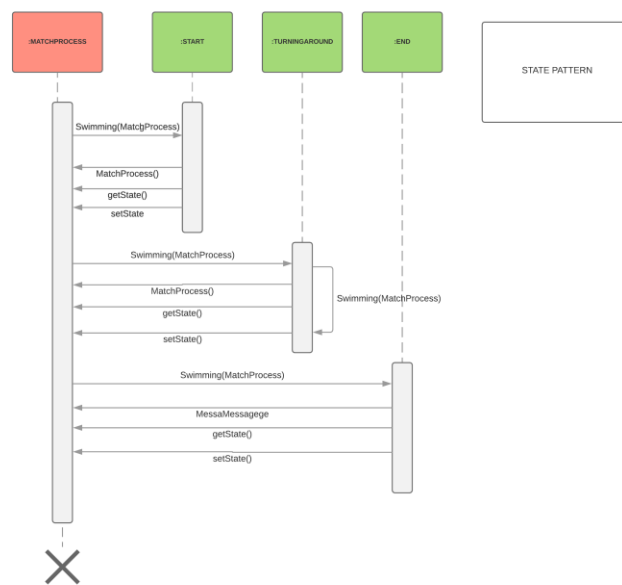 :MATCHPROCESS
:START
:TURNINGAROUND
:END
STATE PATTERN
Swimming(MatchProcess)
MatchProcess()
getState()
setState
Swimming(MatchProcess)
MatchProcess()
Swimming(MatchProcess)
getState()
setState()
Swimming(MatchProcess)
MessaMessagege
getState()
setState()